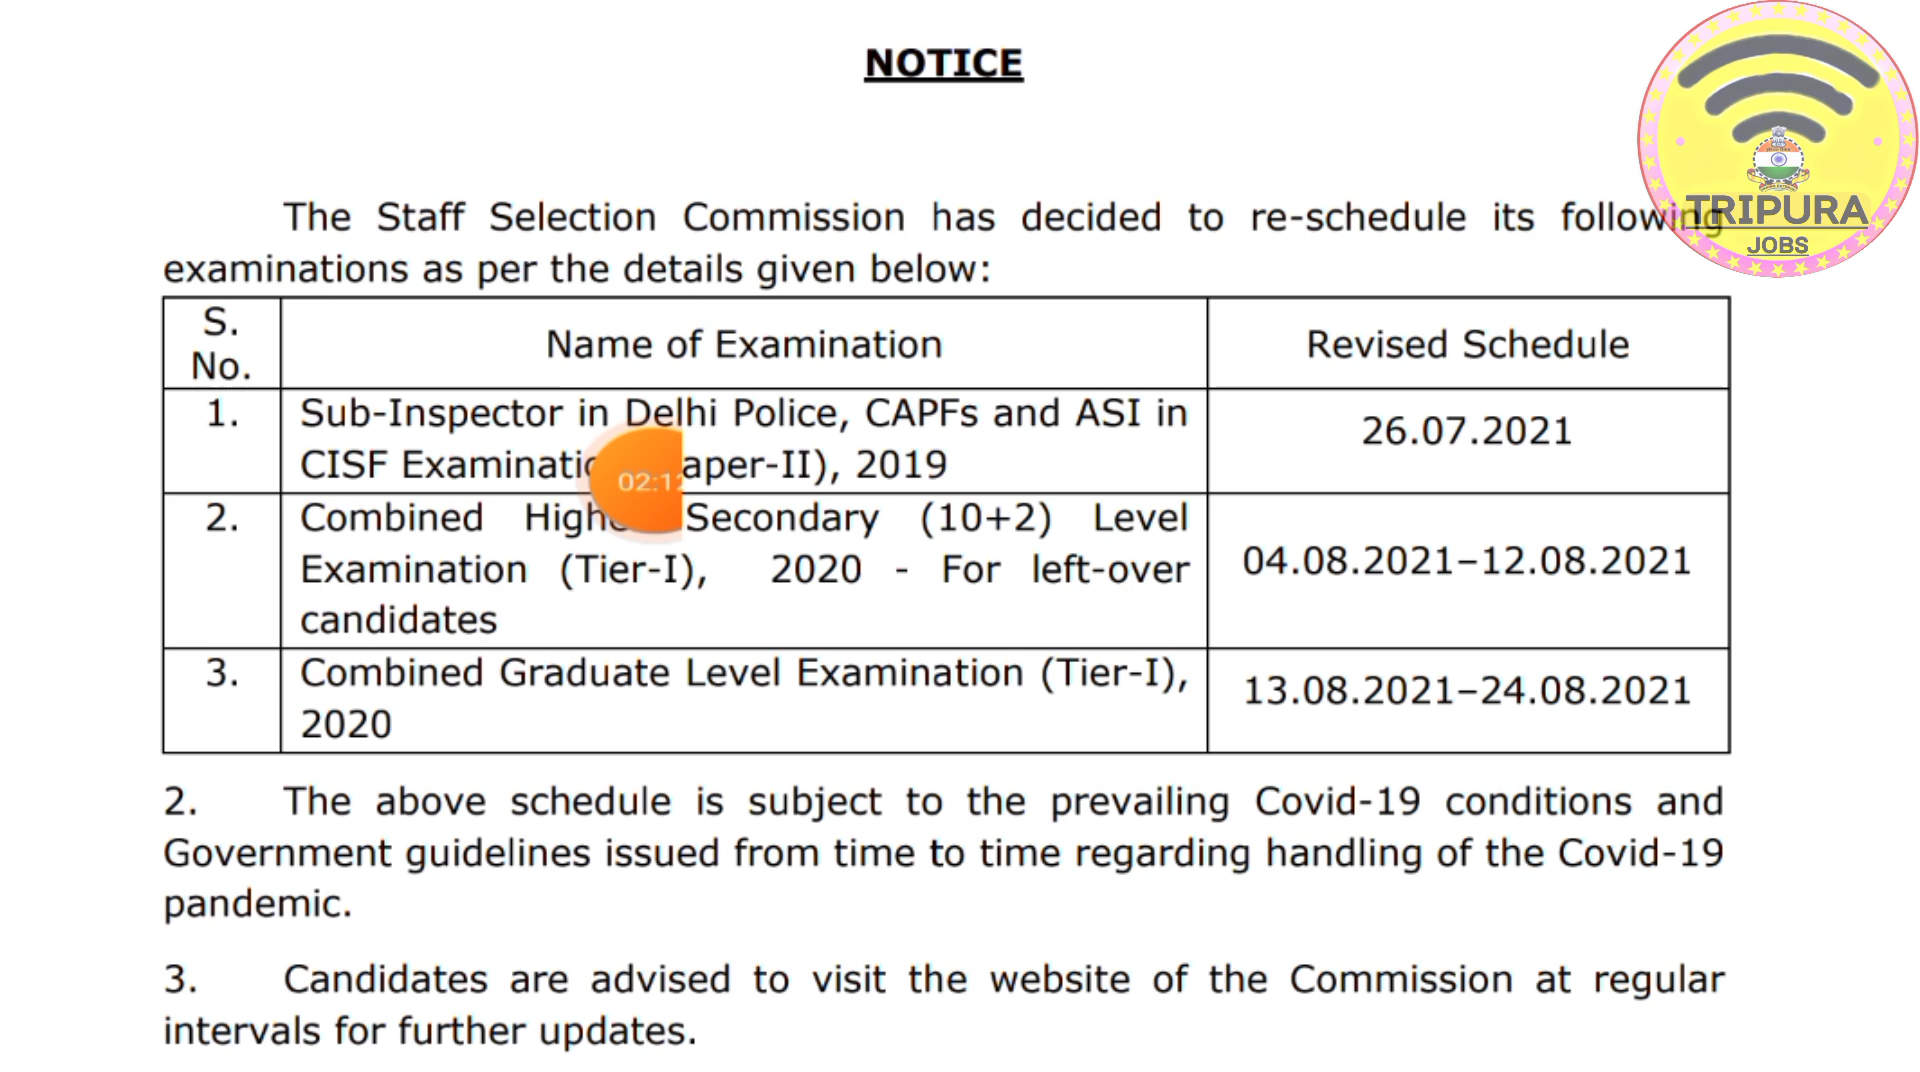 NOTICE
The Staff Selection Commission has decided to re-schedule its following
examinations as per the details given below:
S.
No.
Name of Examination
Revised Schedule
1.
Sub-Inspector in Delhi Police, CAPFs and ASI in
CISF aper-II), 2019
26.07.2021
2.
Combined Secondary (10+2) Level
Examination (Tier-I), 2020 - For left-over
candidates
04.08.2021–12.08.2021
3.
Combined Graduate Level Examination (Tier-I),
2020
13.08.2021–24.08.2021
2. The above schedule is subject to the prevailing Covid-19 conditions and
Government guidelines issued from time to time regarding handling of the Covid-19
pandemic.
3. Candidates are advised to visit the website of the Commission at regular
intervals for further updates.
TRIPURA
JOBS